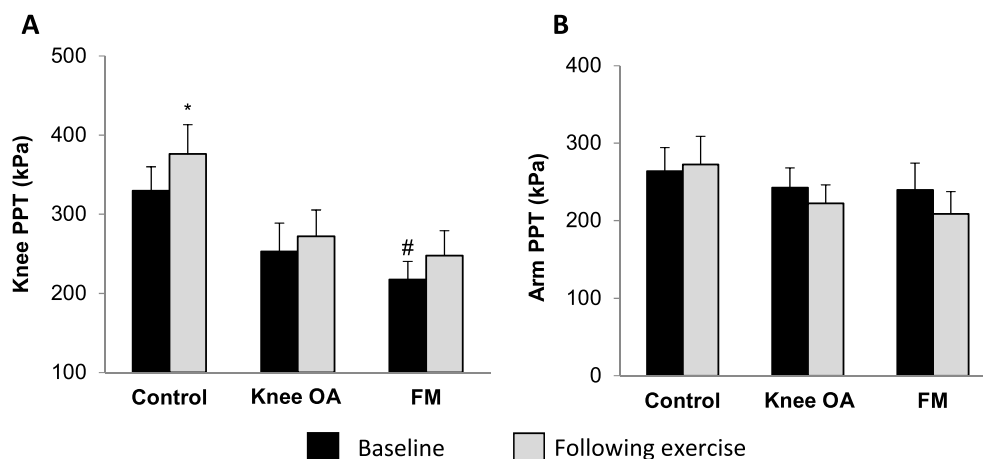 A
Knee PPT (kPa)
500
400
300
200
100
*
#
Control Knee OA FM
B
Arm PPT (kPa)
400
300
200
100
0
Control Knee OA FM
Baseline Following exercise